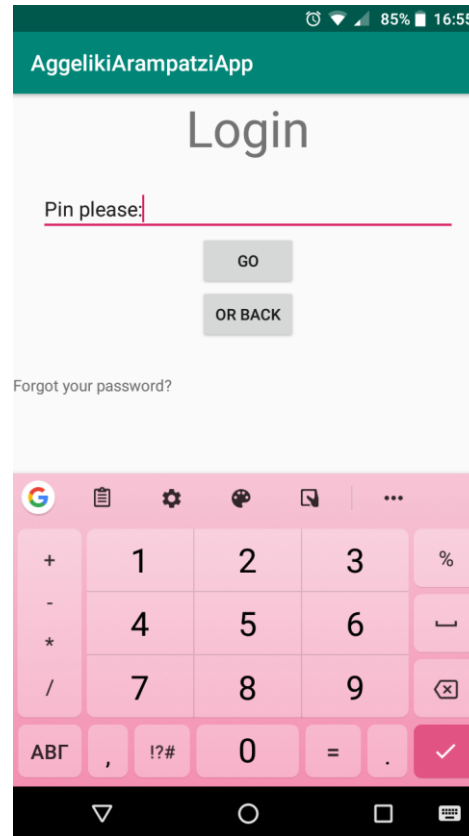 85% 16:55
AggelikiArampatziApp
Login
Pin please:
GO
OR BACK
Forgot your password?
G
+ 1 2 3 %
-
4 5 6
*
/ 7 8 9
ΑΒΓ , !?# 0 = .